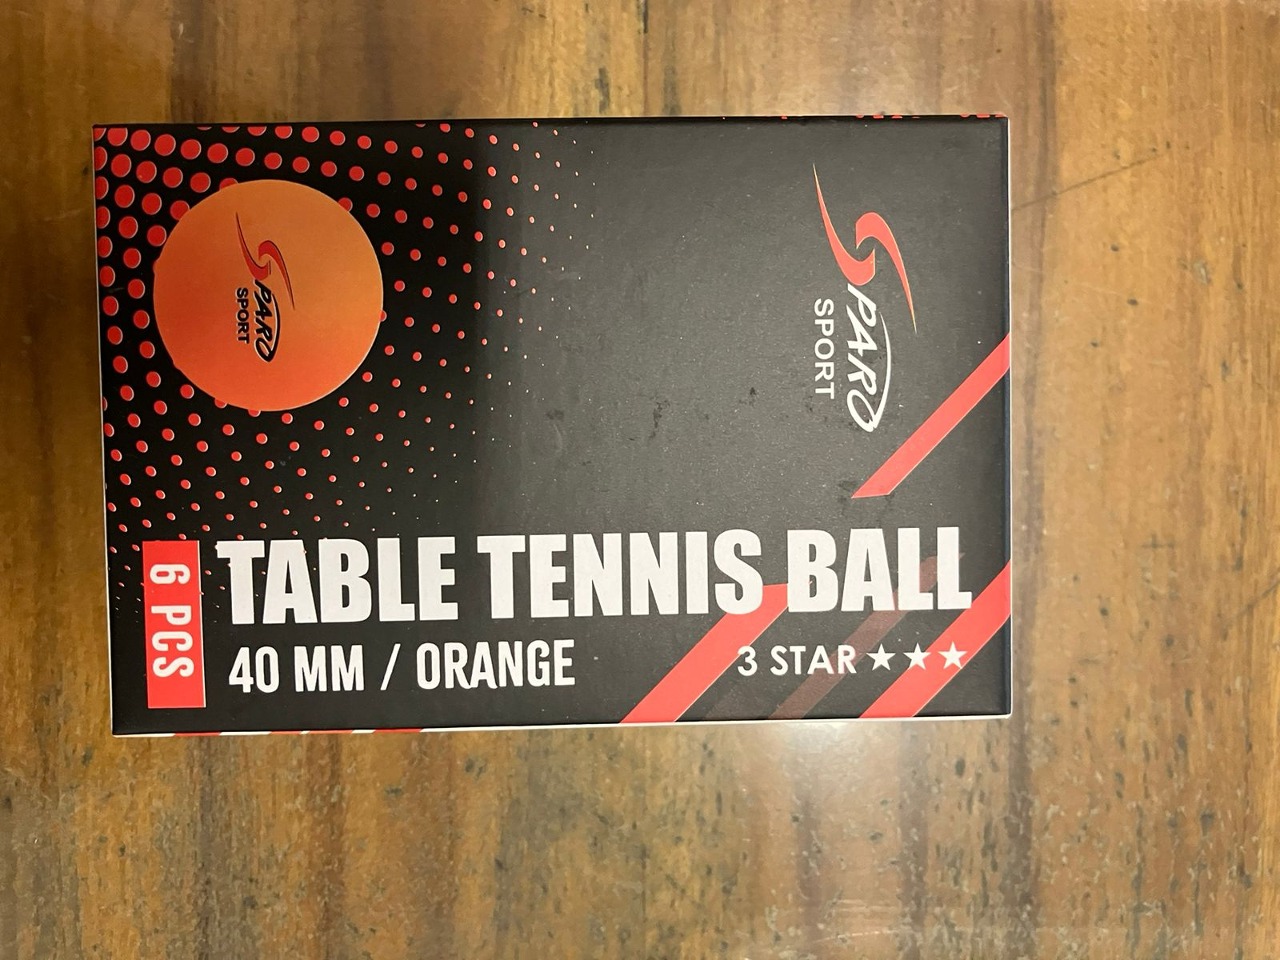 SPARO
SPORT
SPARO
SPORT
6 PCS
TABLE TENNIS BALL
40 MM / ORANGE
3 STAR ★★★